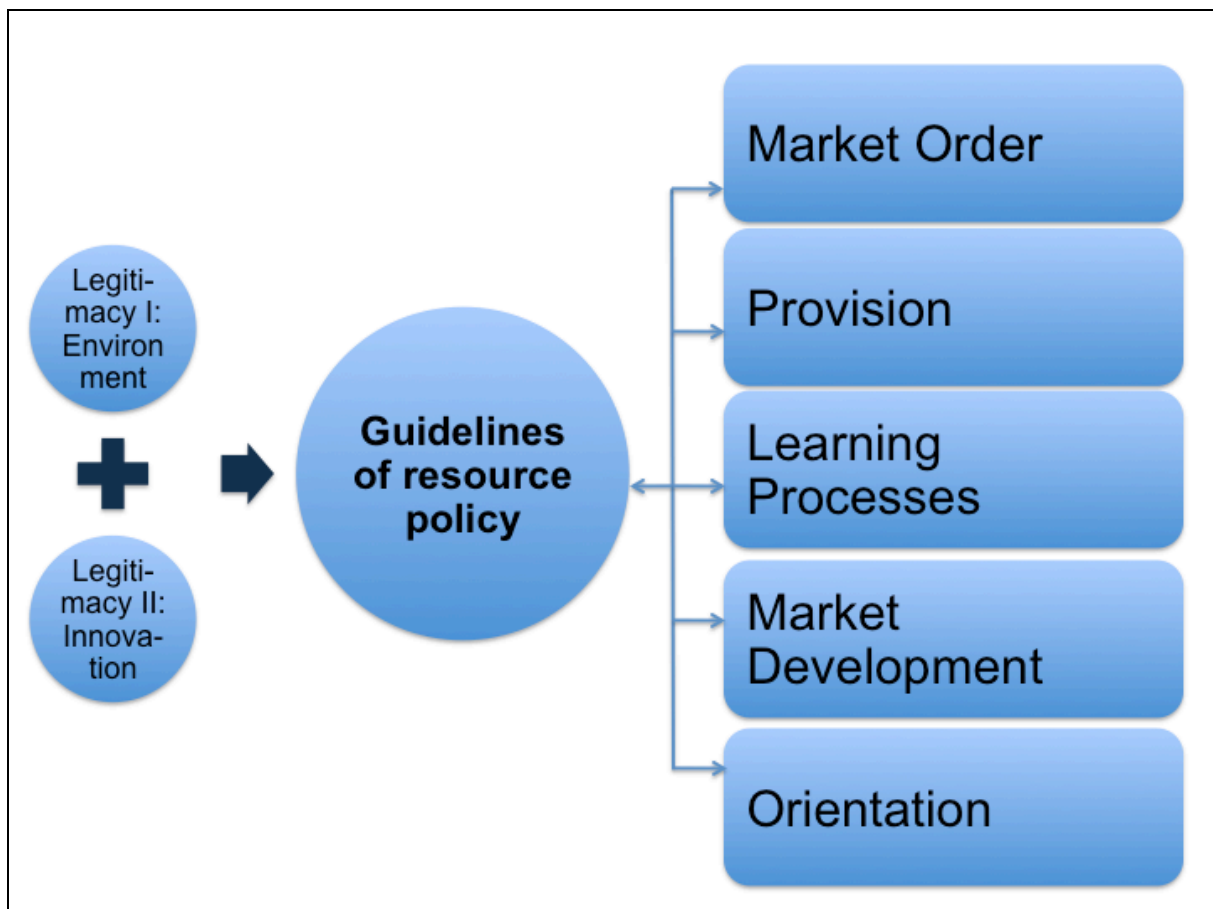 Legiti-
macy I:
Environ
ment
Legiti-
macy II:
Innova-
tion
Guidelines
of resource
policy
Market Order
Provision
Learning
Processes
Market
Development
Orientation